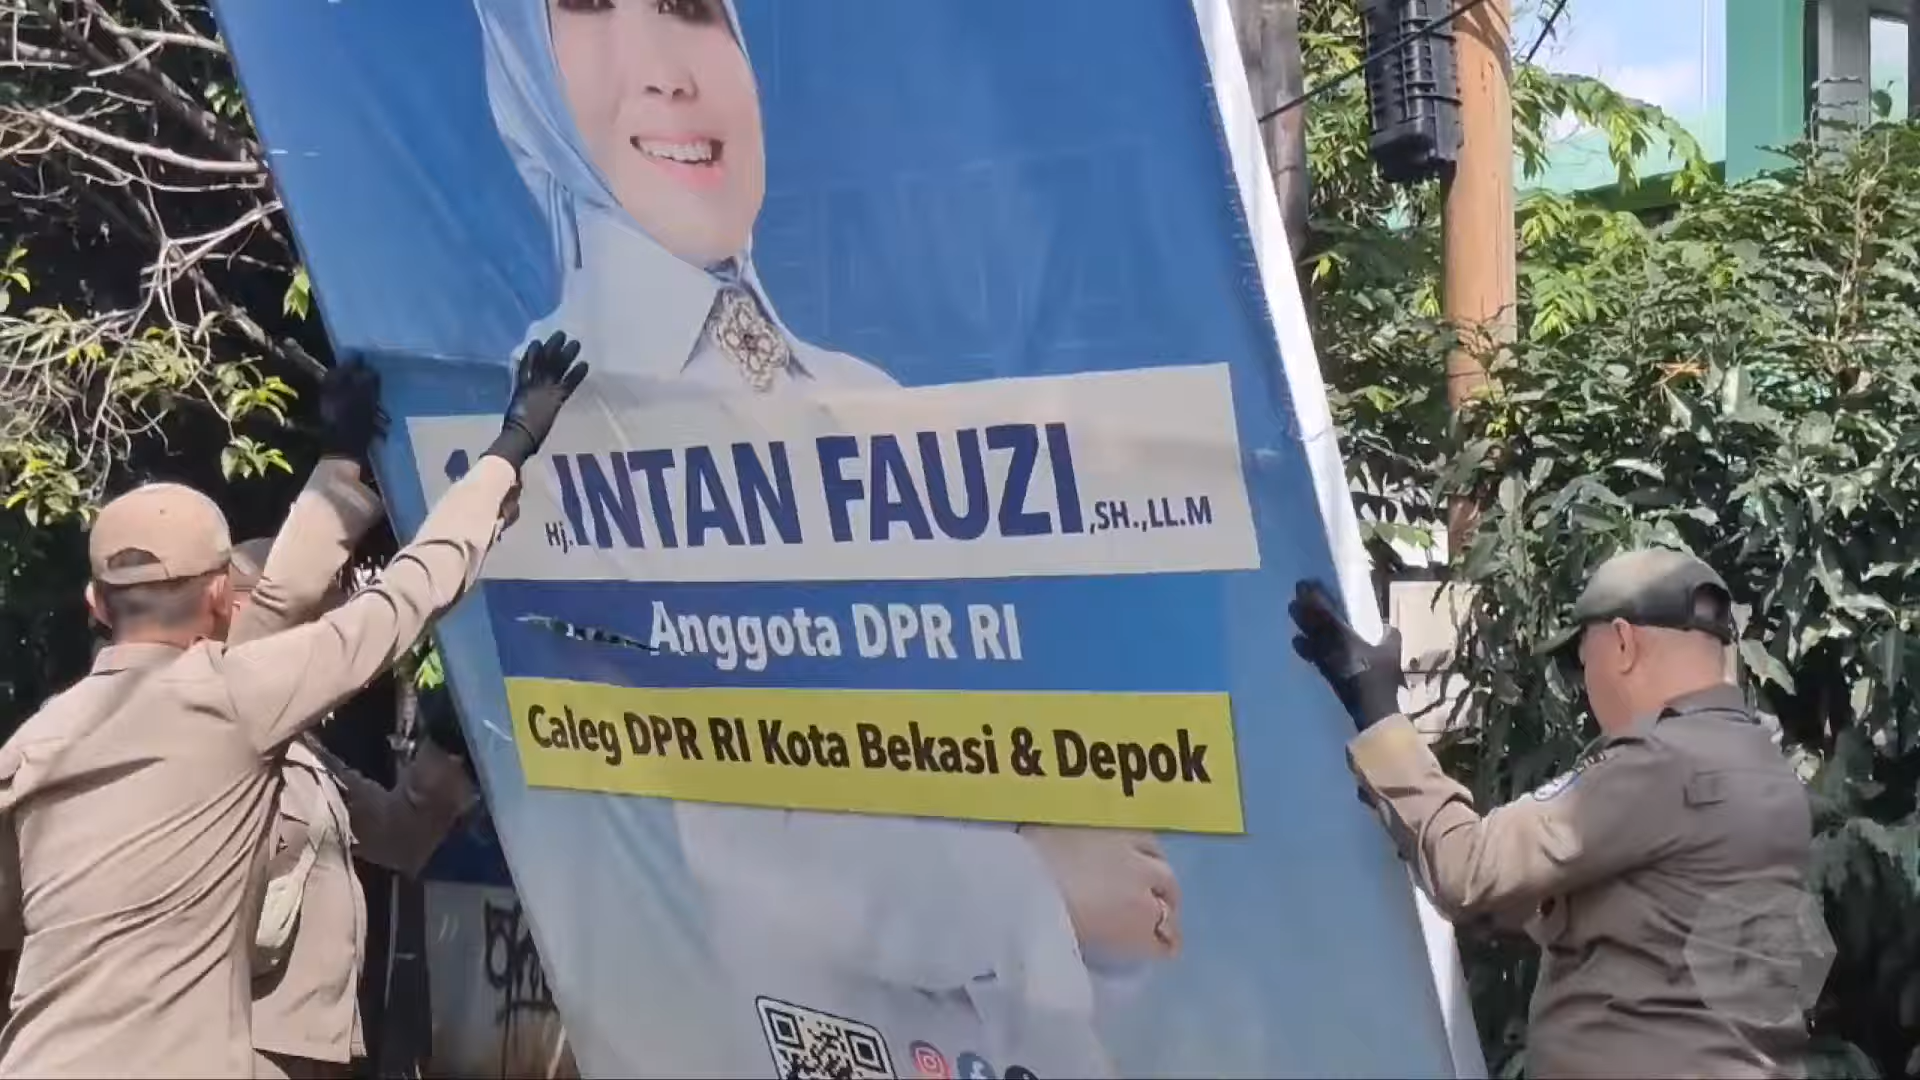 Hj. INTAN FAUZI,SH.,LL.M
Anggota DPR RI
Caleg DPR RI Kota Bekasi & Depok